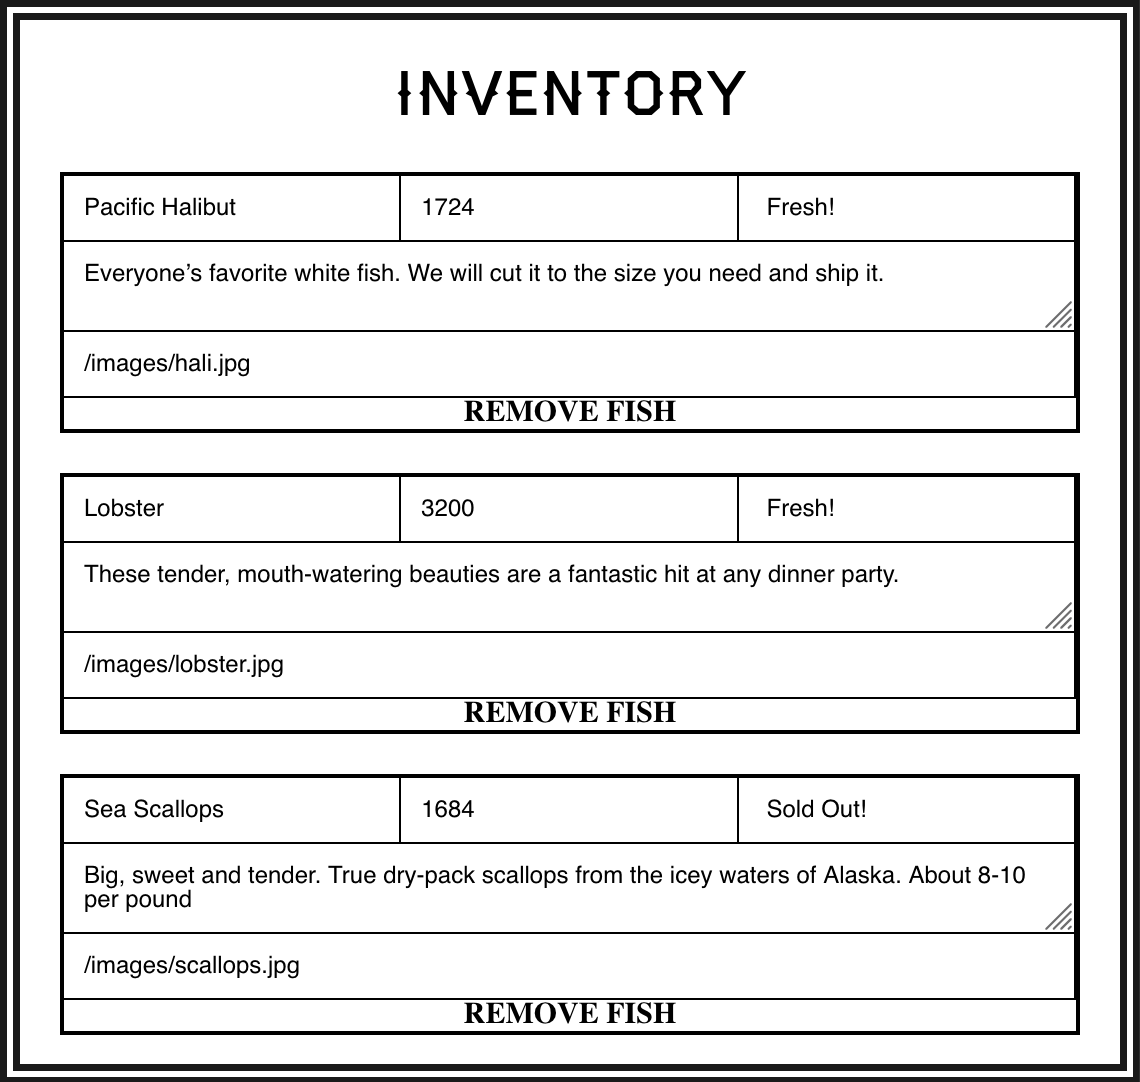 INVENTORY
Pacific Halibut 1724 Fresh!
Everyone’s favorite white fish. We will cut it to the size you need and ship it.
/images/hali.jpg
REMOVE FISH
Lobster 3200 Fresh!
These tender, mouth-watering beauties are a fantastic hit at any dinner party.
/images/lobster.jpg
REMOVE FISH
Sea Scallops 1684 Sold Out!
Big, sweet and tender. True dry-pack scallops from the icey waters of Alaska. About 8-10
per pound
/images/scallops.jpg
REMOVE FISH